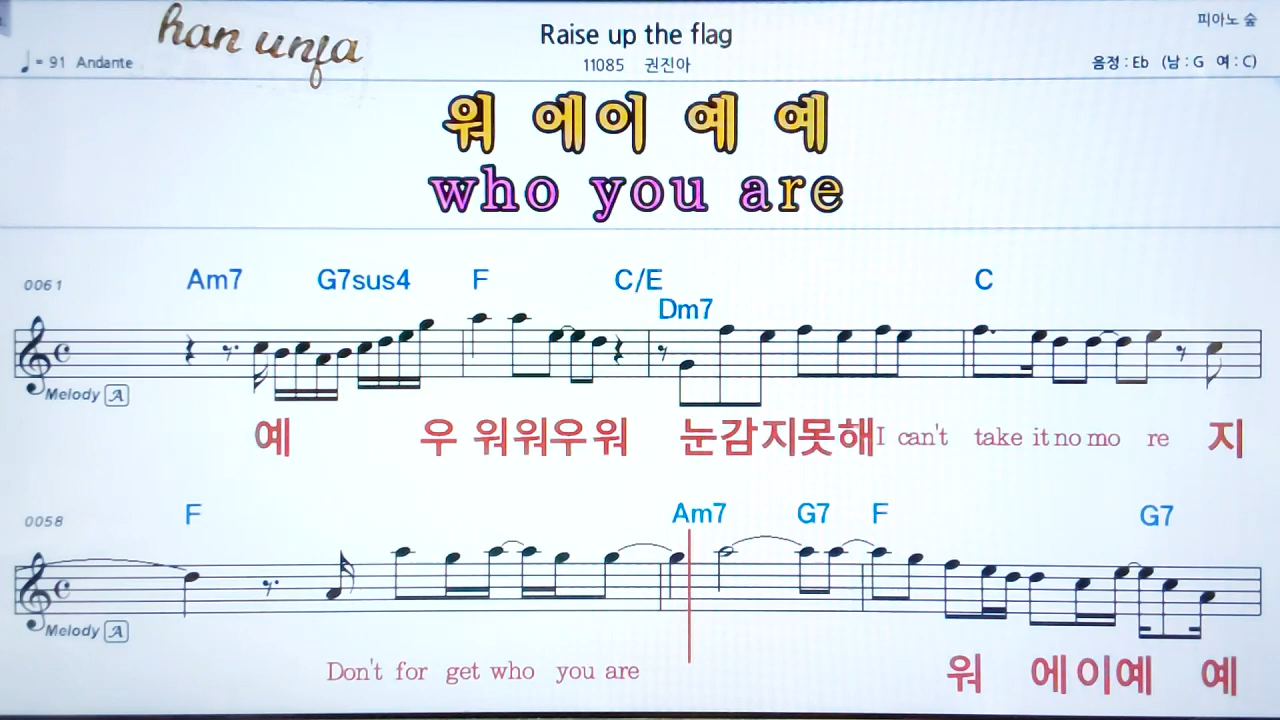 han unfa
Raise up the flag
피아노 숲
♩= 91 Andante
11085 권진아
음정 : Eb (남 : G 여 : C)
워 에이 예 예
who you are
0061 Am7 G7sus4 F C/E Dm7 C
Melody A
예 우 워워우워 눈감지못해 I can't take it no mo re 지
0058 F Am7 G7 F G7
Melody A
Don't for get who you are 워 에이예 예